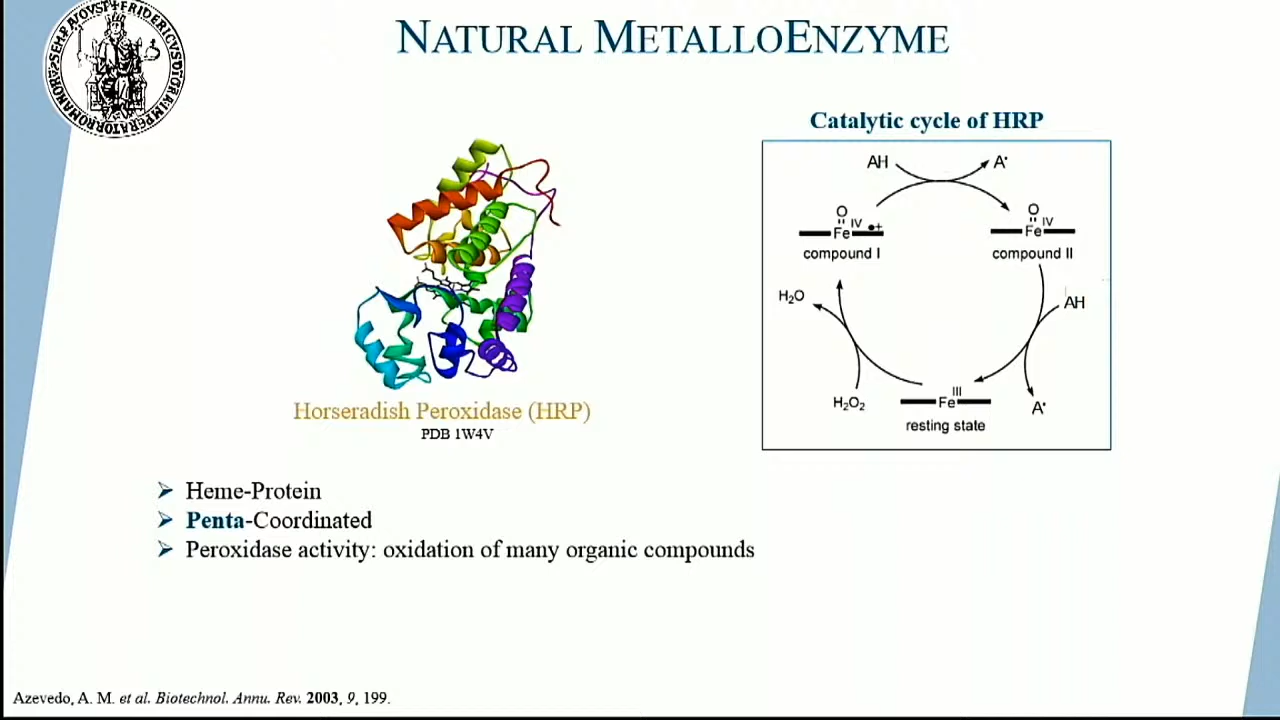 NATURAL METALLOENZYME
Catalytic cycle of HRP
AH
A•
O
Fe IV •+
compound I
O
Fe IV
compound II
H₂O
AH
H₂O₂
Fe III
A•
resting state
Horseradish Peroxidase (HRP)
PDB 1W4V
➢ Heme-Protein
➢ Penta-Coordinated
➢ Peroxidase activity: oxidation of many organic compounds
Azevedo, A. M. et al. Biotechnol. Annu. Rev. 2003, 9, 199.